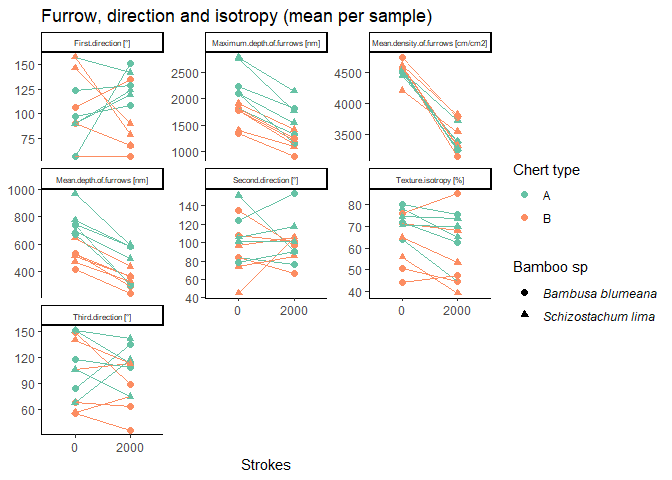 Furrow, direction and isotropy (mean per sample)
First.direction [°]
Maximum.depth.of.furrows [nm]
Mean.density.of.furrows [cm/cm2]
150
125
100
75
2500
2000
1500
1000
4500
4000
3500
Mean.depth.of.furrows [nm]
Second.direction [°]
Texture.isotropy [%]
1000
800
600
400
140
120
100
80
60
40
80
70
60
50
40
Third.direction [°]
150
120
90
60
0 2000
0 2000
0 2000
Strokes
Chert type
A
B
Bamboo sp
Bambusa blumeana
Schizostachum lima